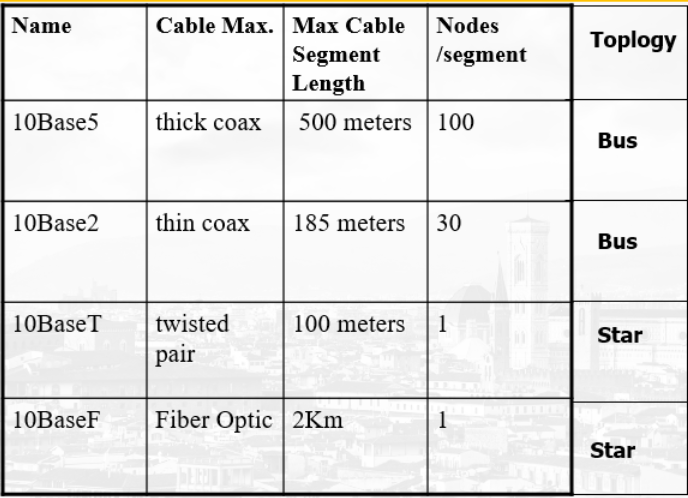 Name Cable Max. Max Cable Segment Length Nodes /segment Toplogy
10Base5 thick coax 500 meters 100 Bus
10Base2 thin coax 185 meters 30 Bus
10BaseT twisted pair 100 meters 1 Star
10BaseF Fiber Optic 2Km 1 Star